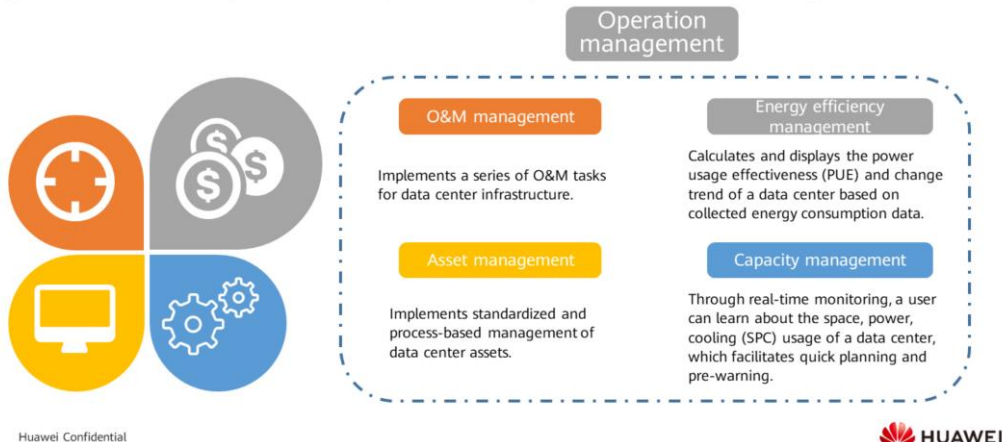 Operation
management
O&M management
Implements a series of O&M tasks
for data center infrastructure.
Energy efficiency
management
Calculates and displays the power
usage effectiveness (PUE) and change
trend of a data center based on
collected energy consumption data.
Asset management
Implements standardized and
process-based management of
data center assets.
Capacity management
Through real-time monitoring, a user
can learn about the space, power,
cooling (SPC) usage of a data center,
which facilitates quick planning and
pre-warning.
Huawei Confidential
HUAWEI